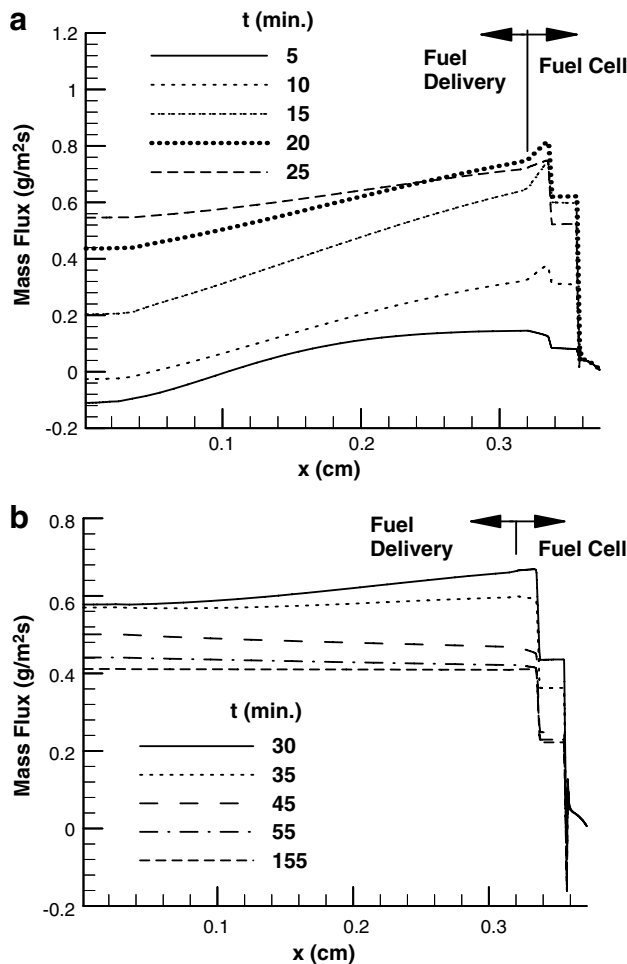 a
t (min.)
5
10
15
20
25
Fuel
Delivery
Fuel Cell
Mass Flux (g/m²s)
1.2
1
0.8
0.6
0.4
0.2
0
-0.2
0.1
0.2
0.3
x (cm)
b
Fuel
Delivery
Fuel Cell
Mass Flux (g/m²s)
0.8
0.6
0.4
0.2
0
-0.2
t (min.)
30
35
45
55
155
0.1
0.2
0.3
x (cm)